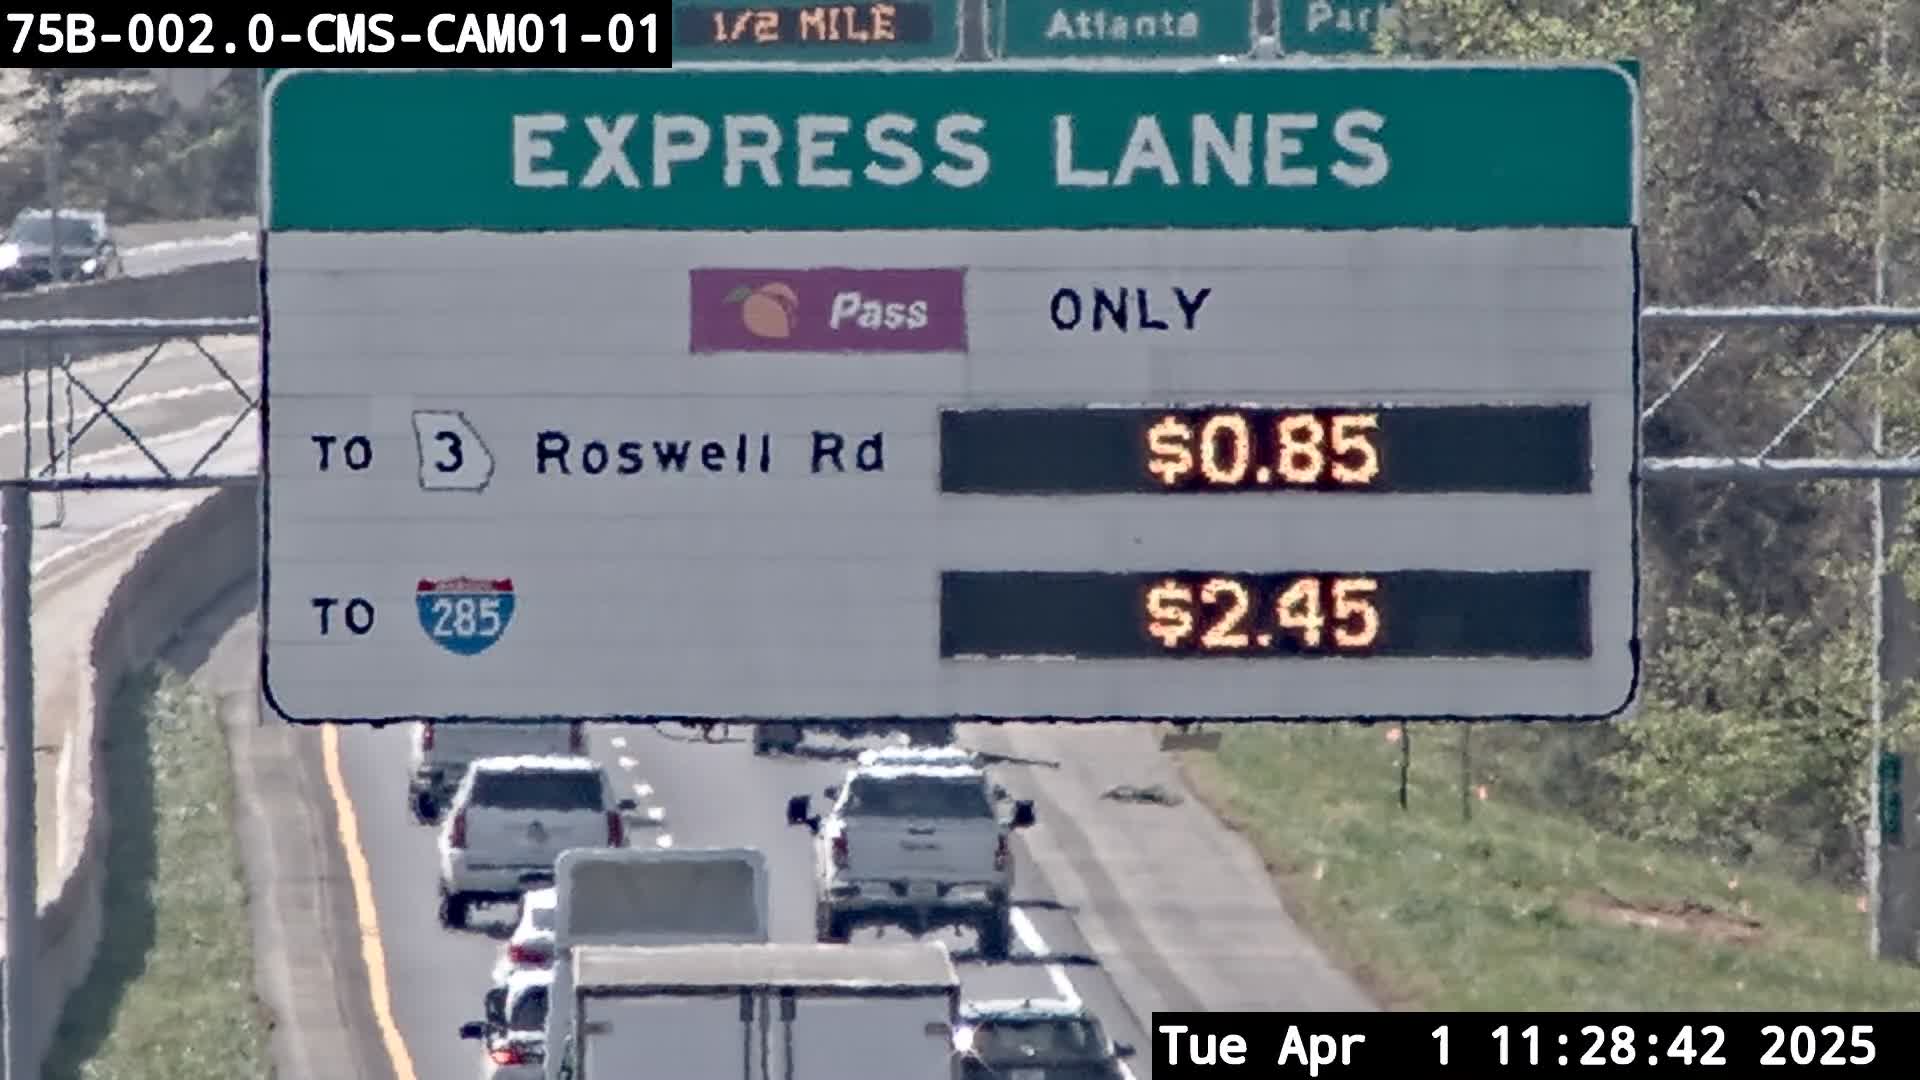 75B-002.0-CMS-CAM01-01
1/2 MILE
Atlanta
EXPRESS LANES
Pass ONLY
TO 3 Roswell Rd $0.85
TO 285 $2.45
Tue Apr 1 11:28:42 2025